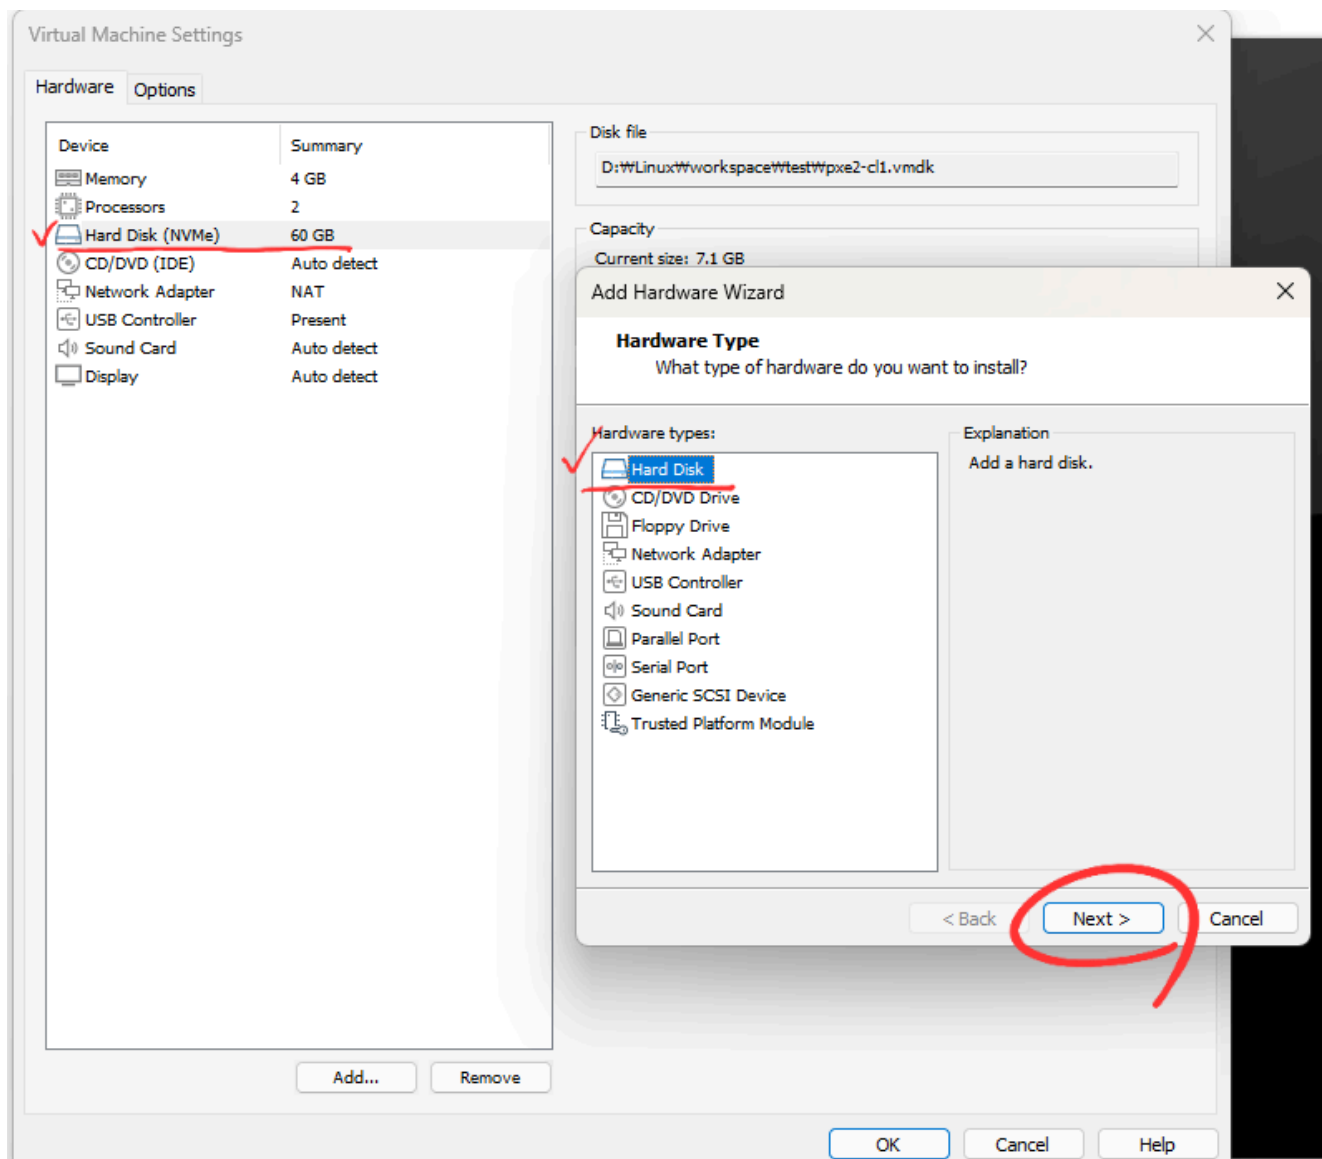 Virtual Machine Settings
Hardware
Options
Device Summary
Memory 4 GB
Processors 2
Hard Disk (NVMe) 60 GB
CD/DVD (IDE) Auto detect
Network Adapter NAT
USB Controller Present
Sound Card Auto detect
Display Auto detect
Add...
Remove
Disk file
D:₩Linux₩workspace₩test₩pxe2-cl1.vmdk
Capacity
Current size: 7.1 GB
Add Hardware Wizard
Hardware Type
What type of hardware do you want to install?
Hardware types:
Hard Disk
CD/DVD Drive
Floppy Drive
Network Adapter
USB Controller
Sound Card
Parallel Port
Serial Port
Generic SCSI Device
Trusted Platform Module
Explanation
Add a hard disk.
< Back
Next >
Cancel
OK
Cancel
Help